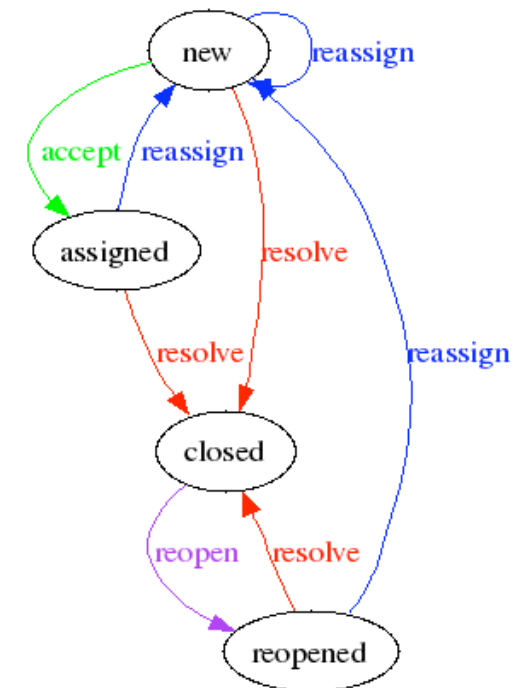 new
reassign
accept
reassign
assigned
resolve
resolve
reassign
closed
reopen
resolve
reopened